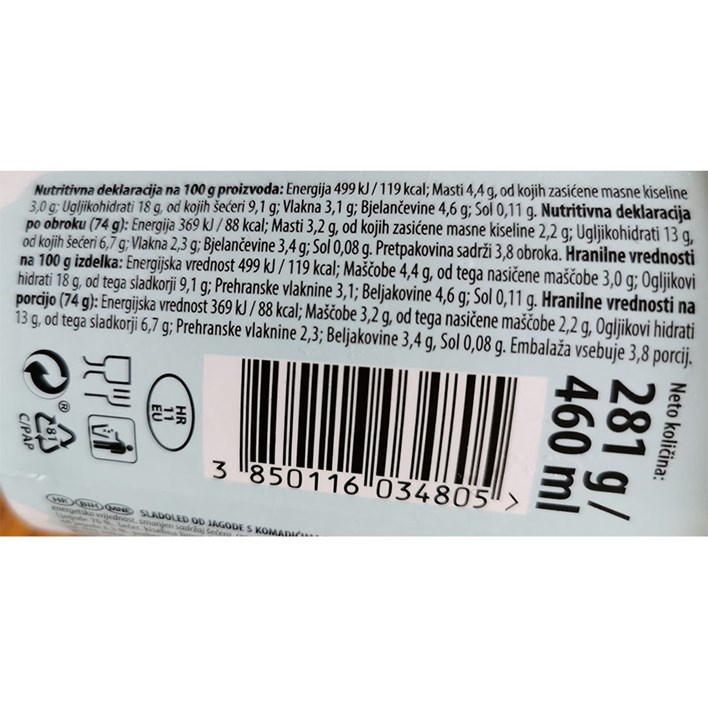 Nutritivna deklaracija na 100 g proizvoda: Energija 499 kJ / 119 kcal; Masti 4,4 g, od kojih zasićene masne kiseline
3,0 g; Ugljikohidrati 18 g, od kojih šećeri 9,1 g; Vlakna 3,1 g; Bjelančevine 4,6 g; Sol 0,11 g. Nutritivna deklaracija
po obroku (74 g): Energija 369 kJ / 88 kcal; Masti 3,2 g, od kojih zasićene masne kiseline 2,2 g; Ugljikohidrati 13 g,
od kojih šećeri 6,7 g; Vlakna 2,3 g; Bjelančevine 3,4 g; Sol 0,08 g. Pretpakovina sadrži 3,8 obroka. Hranilne vrednosti
na 100 g izdelka: Energijska vrednost 499 kJ / 119 kcal; Maščobe 4,4 g, od tega nasičene maščobe 3,0 g; Ogljikovi
hidrati 18 g, od tega sladkorji 9,1 g; Prehranske vlaknine 3,1; Beljakovine 4,6 g; Sol 0,11 g. Hranilne vrednosti na
porcijo (74 g): Energijska vrednost 369 kJ / 88 kcal; Maščobe 3,2 g, od tega nasičene maščobe 2,2 g, Ogljikovi hidrati
13 g, od tega sladkorji 6,7 g; Prehranske vlaknine 2,3; Beljakovine 3,4 g, Sol 0,08 g. Embalaža vsebuje 3,8 porcij.
®
81
C/PAP
HR
11
EU
3 850116 034805 >
Neto količina:
281 g /
460 ml
HR BIH MNE SLADOLED OD JAGODE S
energetsku vrijednost, smanjen sadržaj šećera